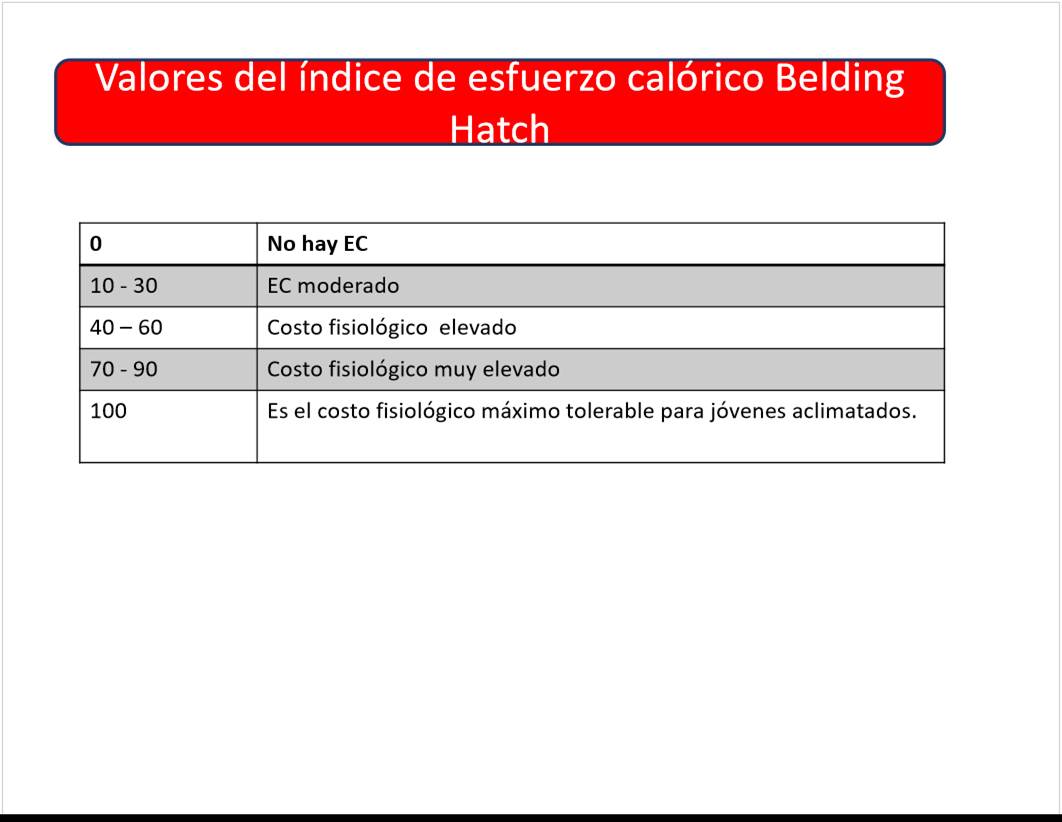 Valores del índice de esfuerzo calórico Belding
Hatch
0 No hay EC
10 - 30 EC moderado
40 – 60 Costo fisiológico  elevado
70 - 90 Costo fisiológico muy elevado
100 Es el costo fisiológico máximo tolerable para jóvenes aclimatados.